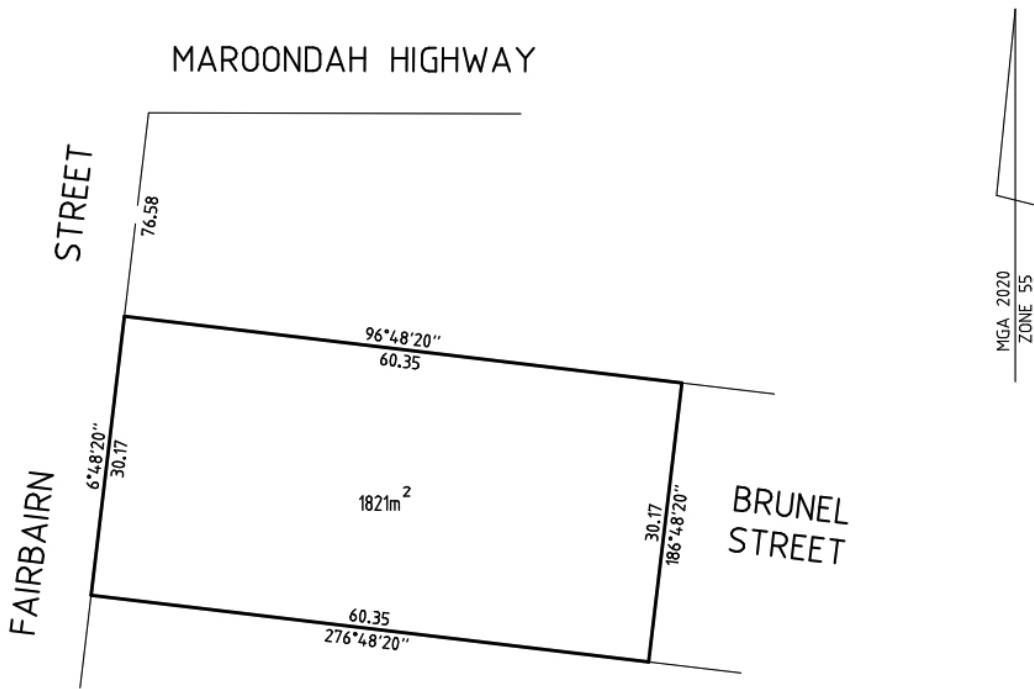 MAROONDAH HIGHWAY
STREET
76.58
96°48'20"
60.35
6°48'20"
30.17
1821m²
30.17
186°48'20"
BRUNEL
STREET
FAIRBAIRN
60.35
276°48'20"
MGA 2020
ZONE 55